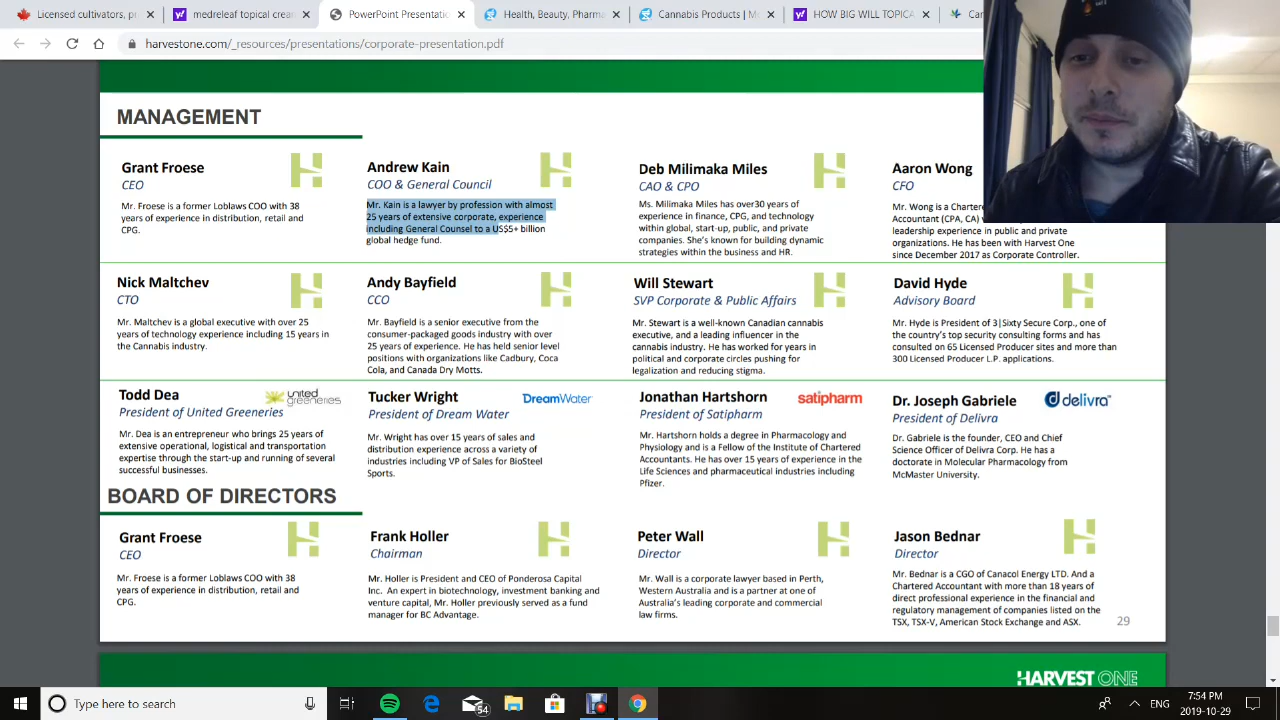 Licensed cultivators, pr
medreleaf topical creams
PowerPoint Presentation
Health, Beauty, Pharma
Cannabis Products | M
HOW BIG WILL TOPICA
Can
harvestone.com/_resources/presentations/corporate-presentation.pdf
MANAGEMENT
Grant Froese
CEO
Mr. Froese is a former Loblaws COO with 38
years of experience in distribution, retail and
CPG.
Andrew Kain
COO & General Council
Mr. Kain is a lawyer by profession with almost
25 years of extensive corporate, experience
including General Counsel to a US$5+ billion
global hedge fund.
Deb Milimaka Miles
CAO & CPO
Ms. Milimaka Miles has over30 years of
experience in finance, CPG, and technology
within global, start-up, public, and private
companies. She's known for building dynamic
strategies within the business and HR.
Aaron Wong
CFO
Mr. Wong is a Charter
Accountant (CPA, CA)
leadership experience in public and private
organizations. He has been with Harvest One
since December 2017 as Corporate Controller.
Nick Maltchev
CTO
Mr. Maltchev is a global executive with over 25
years of technology experience including 15 years in
the Cannabis industry.
Andy Bayfield
CCO
Mr. Bayfield is a senior executive from the
consumer-packaged goods industry with over
25 years of experience. He has held senior level
positions with organizations like Cadbury, Coca
Cola, and Canada Dry Motts.
Will Stewart
SVP Corporate & Public Affairs
Mr. Stewart is a well-known Canadian cannabis
executive, and a leading influencer in the
cannabis industry. He has worked for years in
political and corporate circles pushing for
legalization and reducing stigma.
David Hyde
Advisory Board
Mr. Hyde is President of 3|Sixty Secure Corp., one of
the country's top security consulting forms and has
consulted on 65 Licensed Producer sites and more than
300 Licensed Producer L.P. applications.
Todd Dea
President of United Greeneries
united greeneries
Mr. Dea is an entrepreneur who brings 25 years of
extensive operational, logistical and transportation
expertise through the start-up and running of several
successful businesses.
Tucker Wright
President of Dream Water
DreamWater
Mr. Wright has over 15 years of sales and
distribution experience across a variety of
industries including VP of Sales for BioSteel
Sports.
Jonathan Hartshorn
President of Satipharm
satipharm
Mr. Hartshorn holds a degree in Pharmacology and
Physiology and is a Fellow of the Institute of Chartered
Accountants. He has over 15 years of experience in the
Life Sciences and pharmaceutical industries including
Pfizer.
Dr. Joseph Gabriele
President of Delivra
delivra
Dr. Gabriele is the founder, CEO and Chief
Science Officer of Delivra Corp. He has a
doctorate in Molecular Pharmacology from
McMaster University.
BOARD OF DIRECTORS
Grant Froese
CEO
Mr. Froese is a former Loblaws COO with 38
years of experience in distribution, retail and
CPG.
Frank Holler
Chairman
Mr. Holler is President and CEO of Ponderosa Capital
Inc. An expert in biotechnology, investment banking and
venture capital, Mr. Holler previously served as a fund
manager for BC Advantage.
Peter Wall
Director
Mr. Wall is a corporate lawyer based in Perth,
Western Australia and is a partner at one of
Australia's leading corporate and commercial
law firms.
Jason Bednar
Director
Mr. Bednar is a CGO of Canacol Energy LTD. And a
Chartered Accountant with more than 18 years of
direct professional experience in the financial and
regulatory management of companies listed on the
TSX, TSX-V, American Stock Exchange and ASX.
29
HARVEST ONE
Type here to search
54
ENG
7:54 PM
2019-10-29